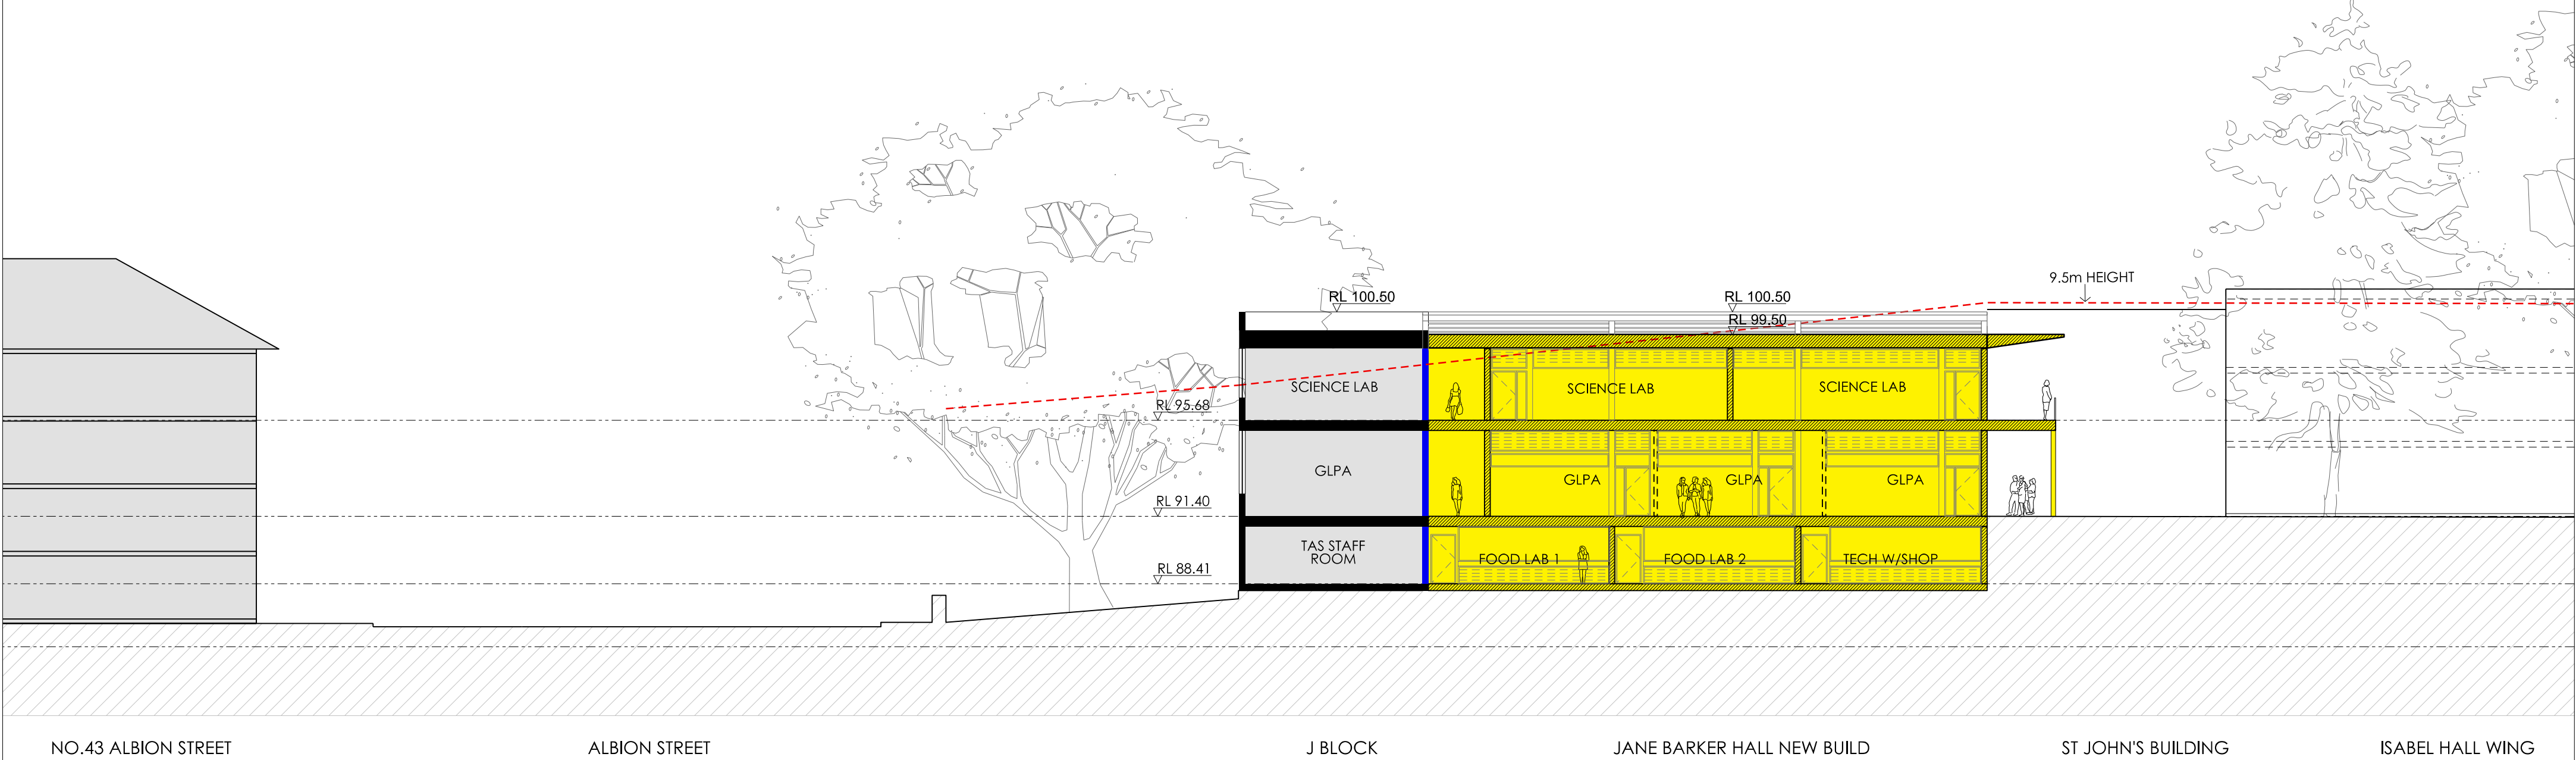 9.5m HEIGHT
RL 100.50
RL 100.50
RL 99.50
SCIENCE LAB
SCIENCE LAB
SCIENCE LAB
RL 95.68
GLPA
GLPA
GLPA
GLPA
RL 91.40
TAS STAFF
ROOM
FOOD LAB 1
FOOD LAB 2
TECH W/SHOP
RL 88.41
NO.43 ALBION STREET
ALBION STREET
J BLOCK
JANE BARKER HALL NEW BUILD
ST JOHN'S BUILDING
ISABEL HALL WING